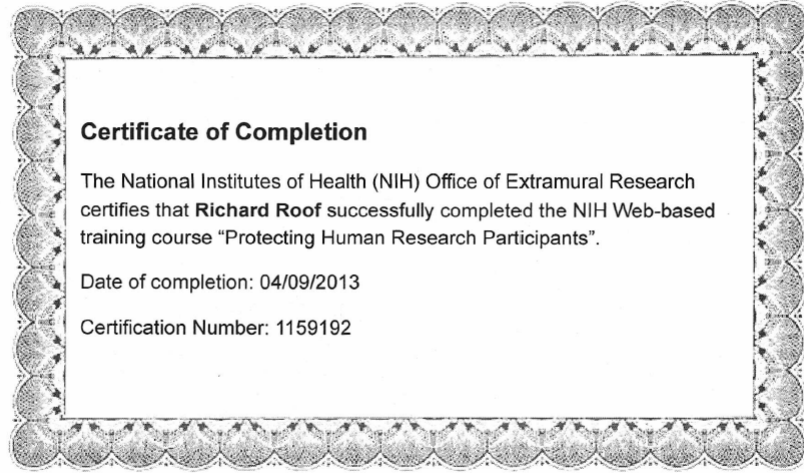 Certificate of Completion
The National Institutes of Health (NIH) Office of Extramural Research
certifies that Richard Roof successfully completed the NIH Web-based
training course “Protecting Human Research Participants”.
Date of completion: 04/09/2013
Certification Number: 1159192